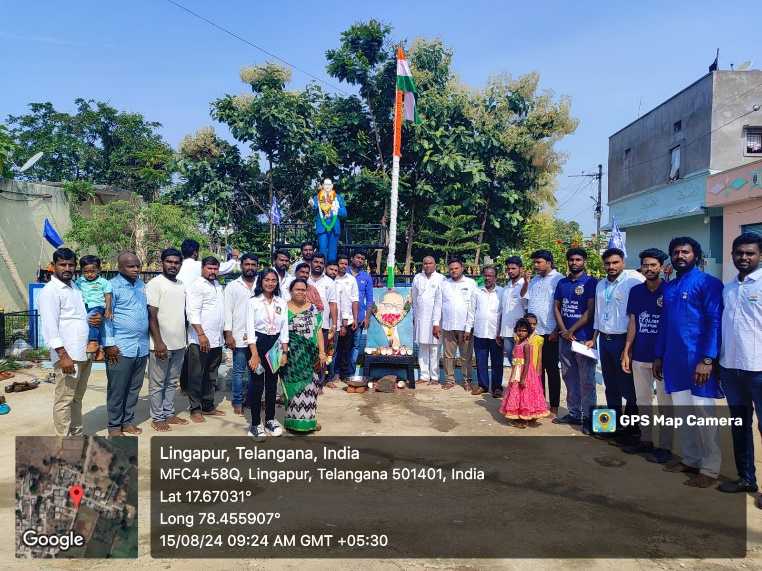 GPS Map Camera
Lingapur, Telangana, India
MFC4+58Q, Lingapur, Telangana 501401, India
Lat 17.67031°
Long 78.455907°
15/08/24 09:24 AM GMT +05:30
Google